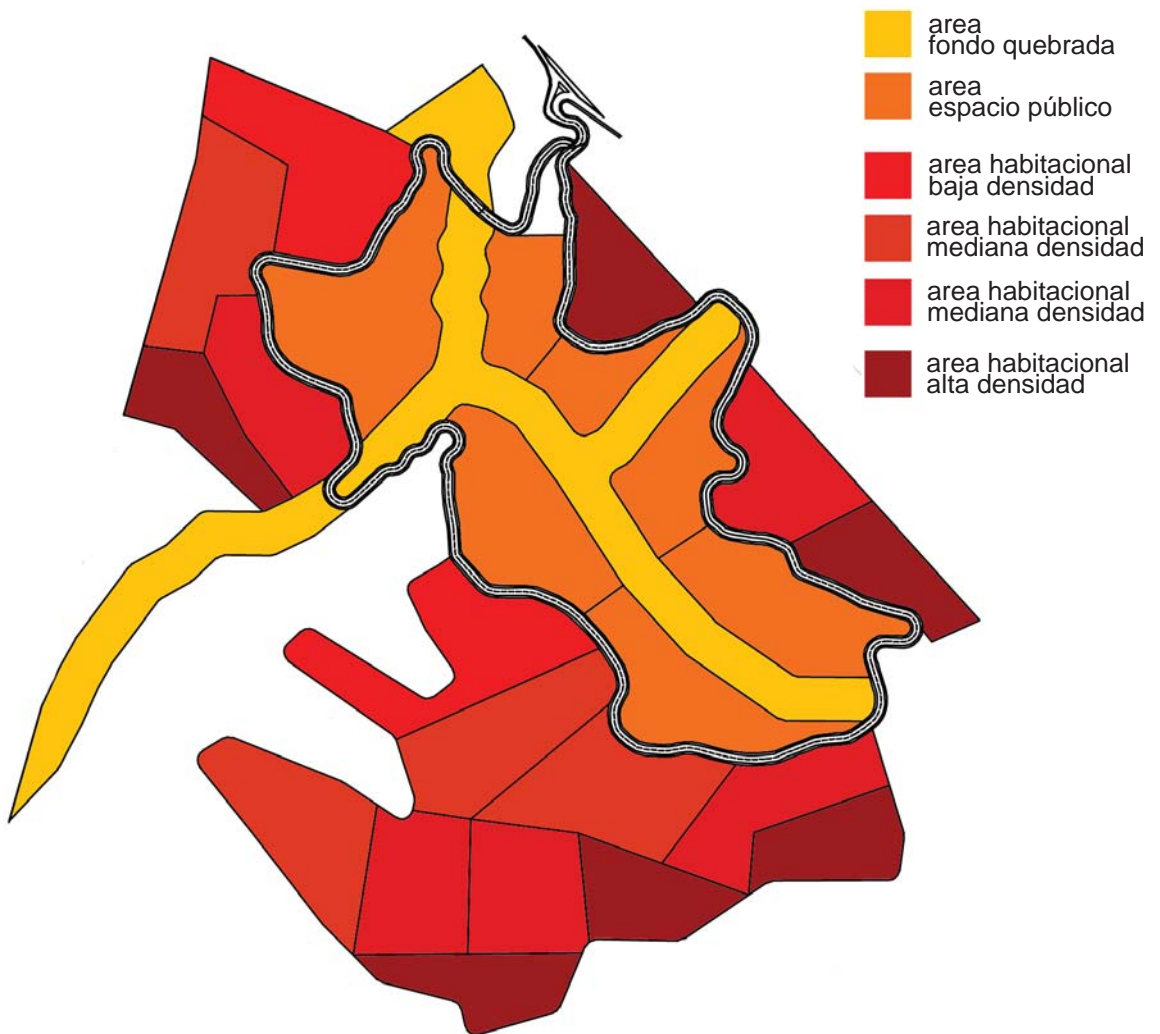 area
fondo quebrada
area
espacio público
area habitacional
baja densidad
area habitacional
mediana densidad
area habitacional
mediana densidad
area habitacional
alta densidad